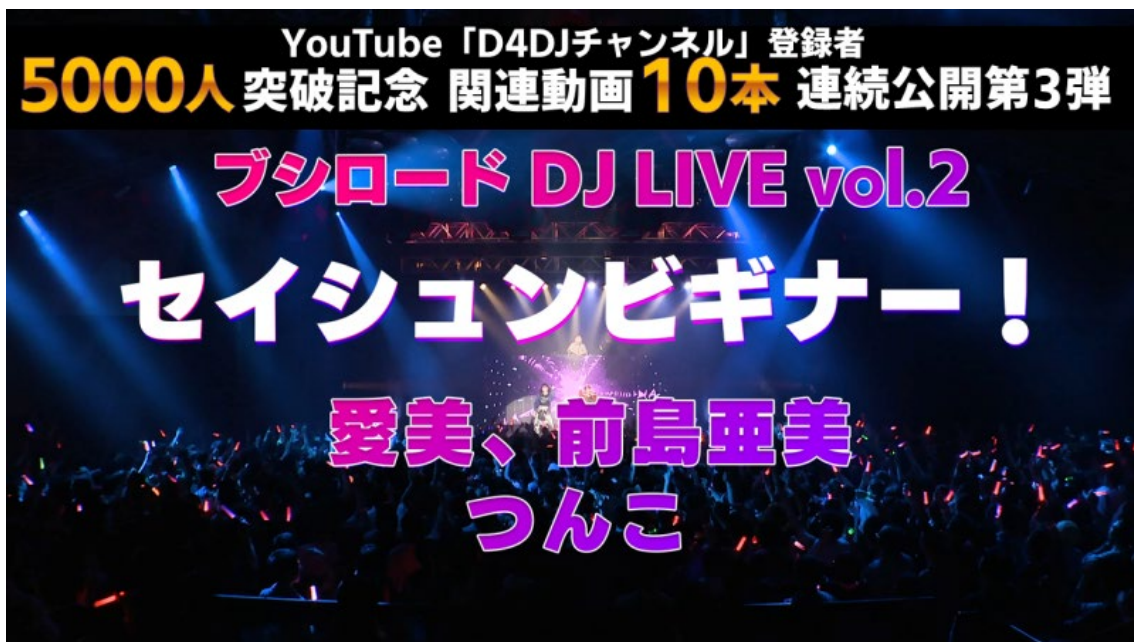 YouTube「D4DJチャンネル」登録者
5000人突破記念 関連動画10本 連続公開第3弾
ブシロード DJ LIVE vol.2
セイシュンビギナー！
愛美、前島亜美
つんこ